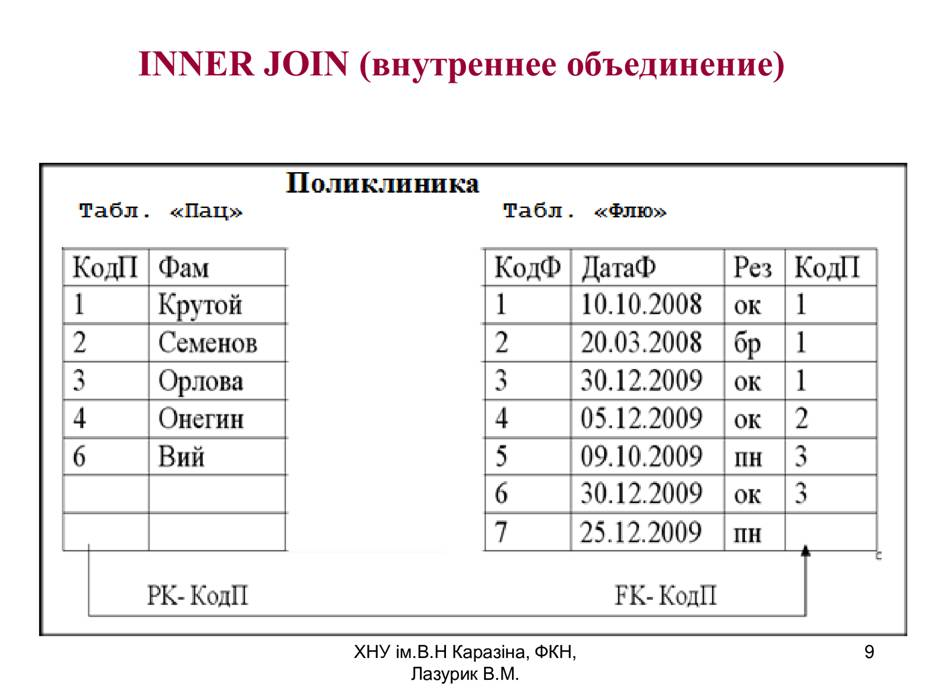 INNER JOIN (внутреннее объединение)
Поликлиника
Табл. «Пац»
КодП Фам
1 Крутой
2 Семенов
3 Орлова
4 Онегин
6 Вий
Табл. «Флю»
КодФ ДатаФ Рез КодП
1 10.10.2008 ок 1
2 20.03.2008 бр 1
3 30.12.2009 ок 1
4 05.12.2009 ок 2
5 09.10.2009 пн 3
6 30.12.2009 ок 3
7 25.12.2009 пн
с
PK- КодП
FK- КодП
ХНУ ім.В.Н Каразіна, ФКН,
Лазурик В.М.
9